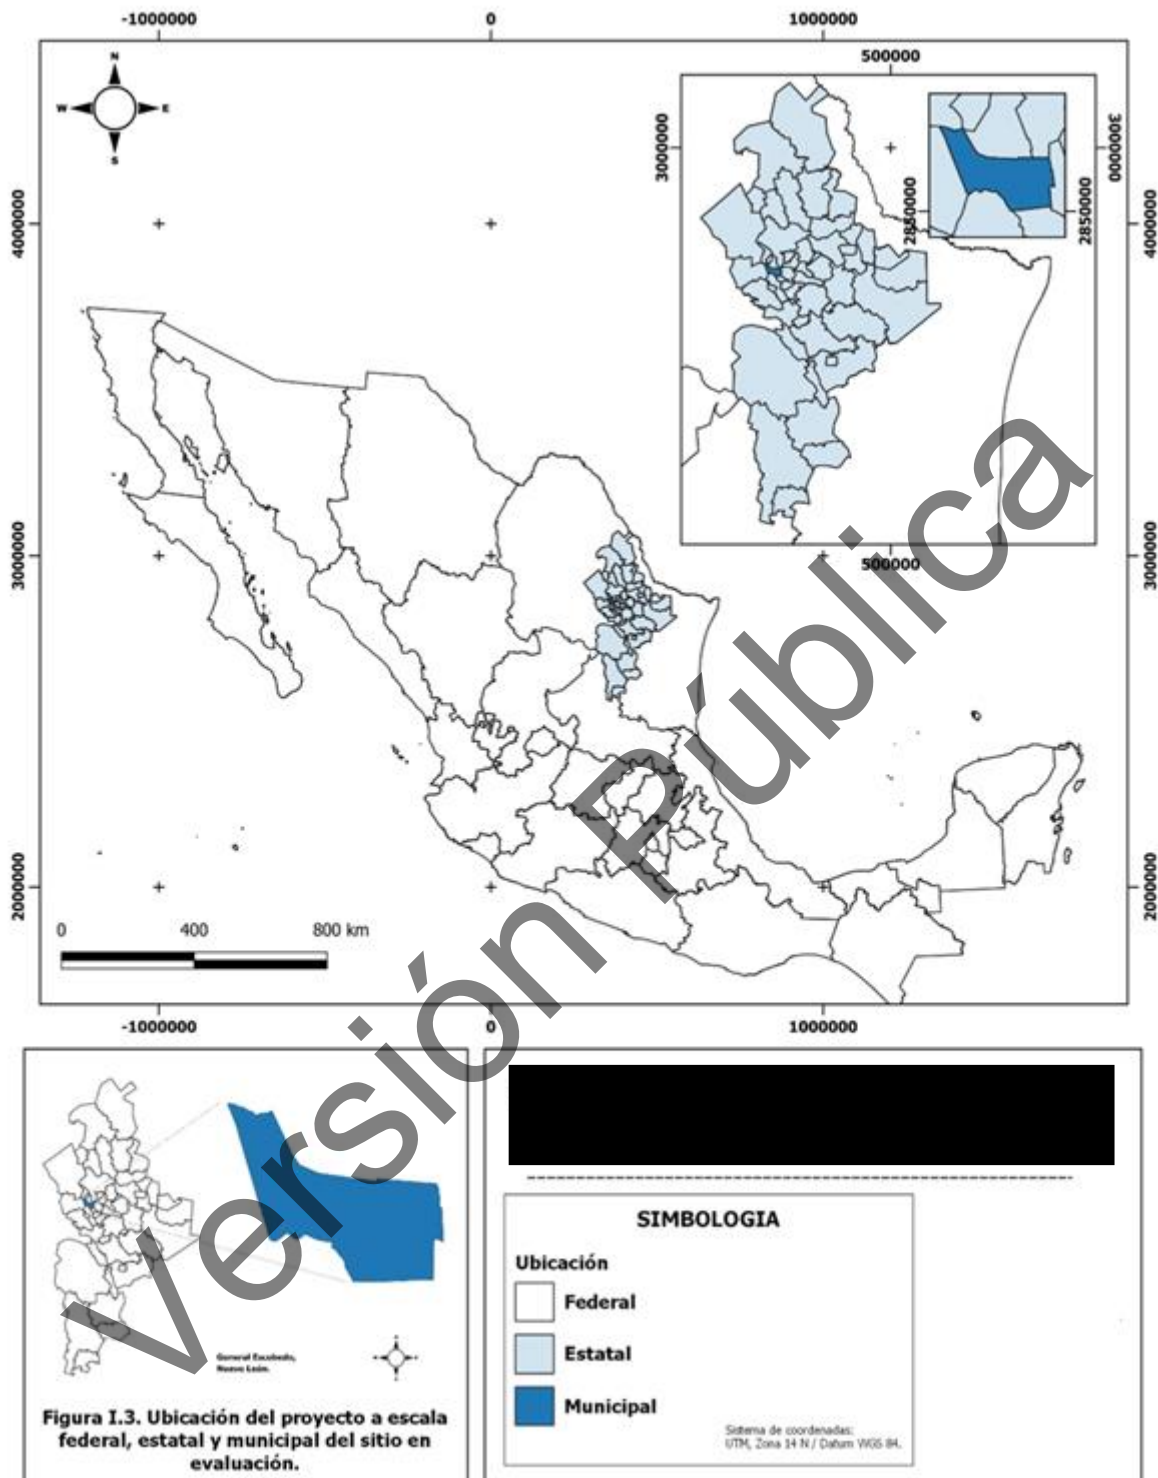 -1000000 0 1000000
500000
N
W E
S
3000000
3000000
2850000
2850000
4000000
4000000
500000
3000000
3000000
2000000
2000000
0 400 800 km
-1000000 0 1000000
Versión Pública
General Escobedo,
Nuevo León.
Figura I.3. Ubicación del proyecto a escala
federal, estatal y municipal del sitio en
evaluación.
SIMBOLOGIA
Ubicación
Federal
Estatal
Municipal
Sistema de coordenadas:
UTM, Zona 14 N / Datum WGS 84.